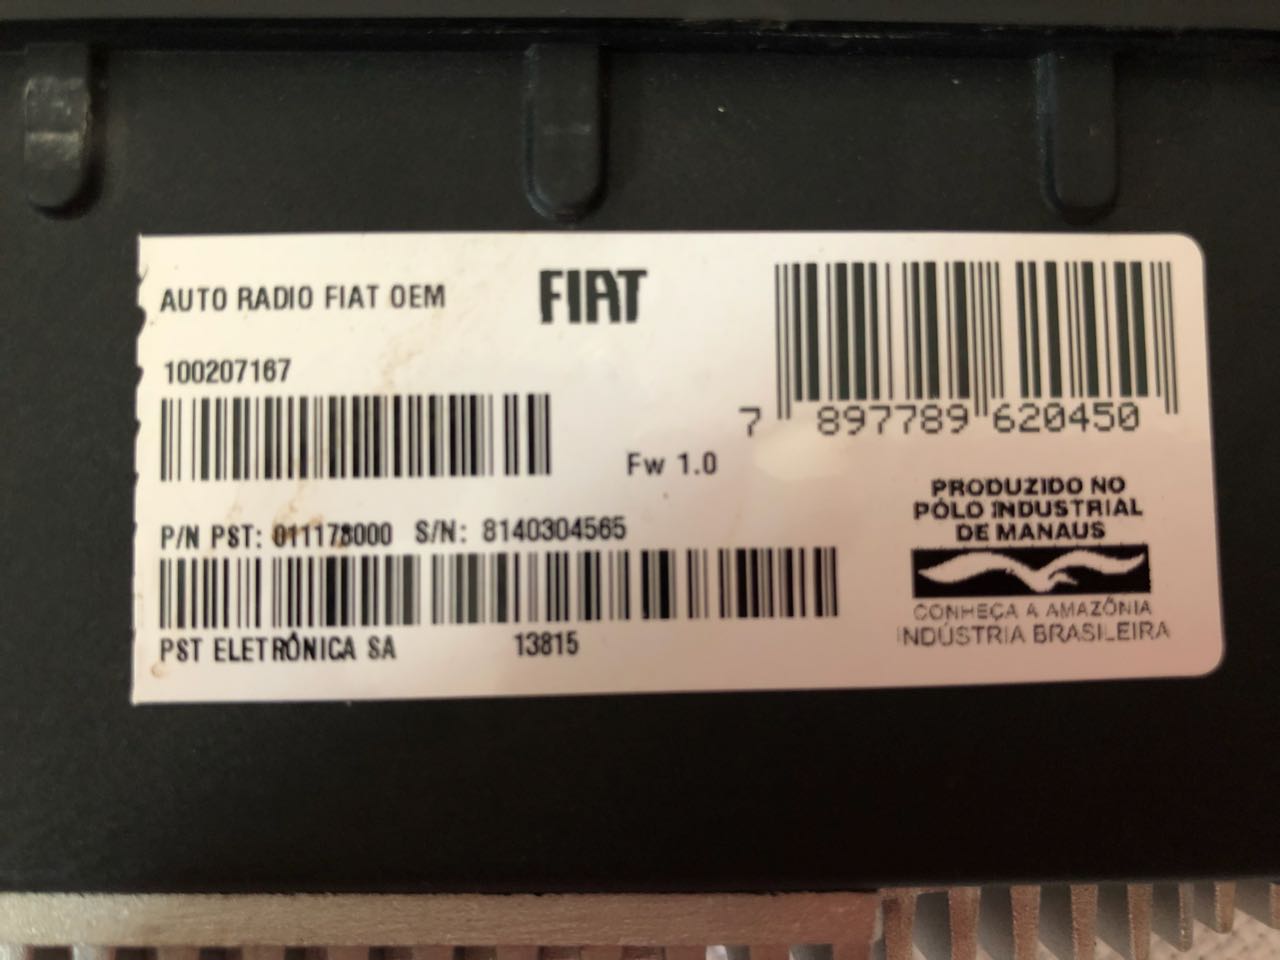 AUTO RADIO FIAT OEM
FIAT
100207167
7 897789 620450
Fw 1.0
PRODUZIDO NO
PÓLO INDUSTRIAL
DE MANAUS
P/N PST: 011178000 S/N: 8140304565
CONHEÇA A AMAZÔNIA
INDÚSTRIA BRASILEIRA
PST ELETRÔNICA SA 13815